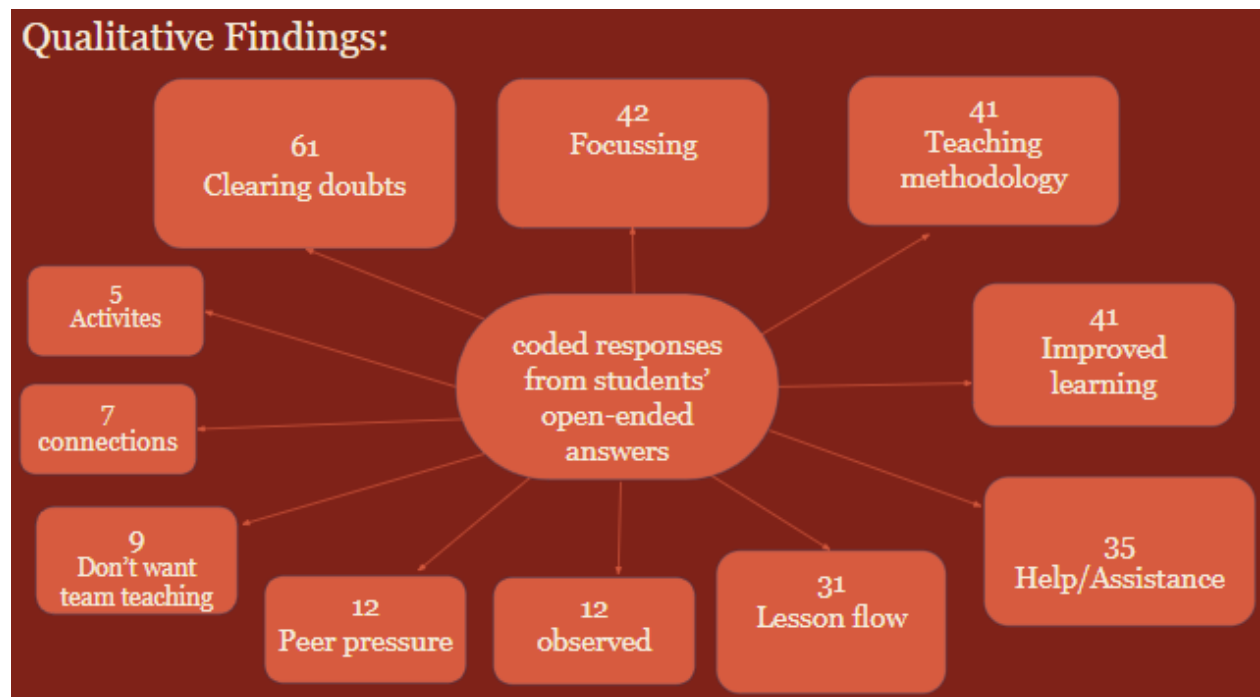 Qualitative Findings:
61
Clearing doubts
42
Focussing
41
Teaching
methodology
5
Activites
coded responses
from students’
open-ended
answers
41
Improved
learning
7
connections
9
Don’t want
team teaching
12
Peer pressure
12
observed
31
Lesson flow
35
Help/Assistance